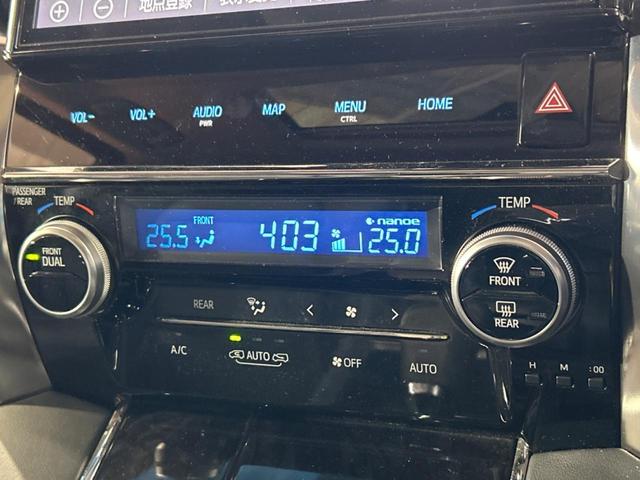 地点登録
VOL- VOL+ AUDIO MAP MENU HOME
PWR CTRL
PASSENGER
/ REAR
TEMP TEMP
FRONT nanoe
25.5 403 25.0
FRONT
DUAL
FRONT
REAR
REAR
A/C AUTO OFF AUTO
H M :00